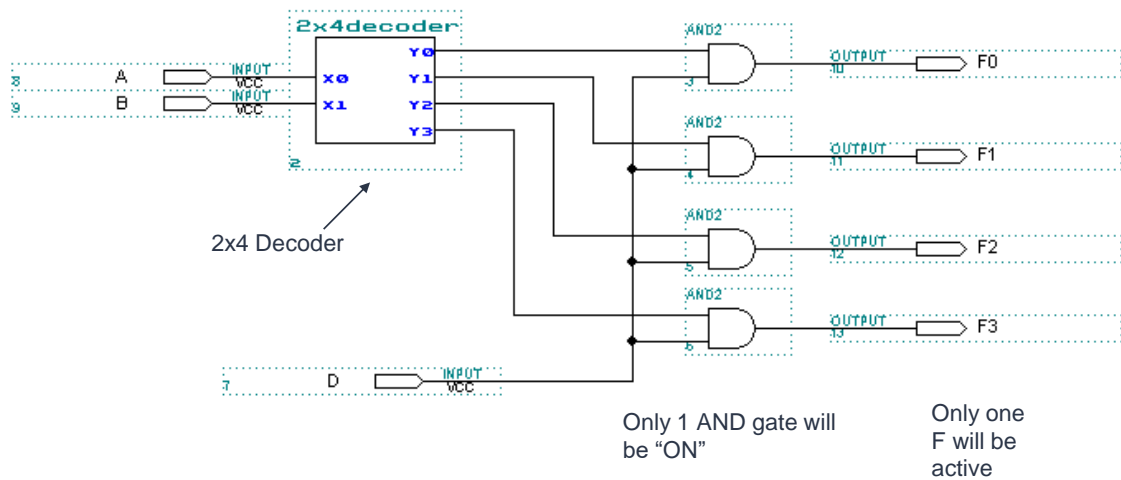 2x4decoder
AND2
Y0
INPUT
A
X0
Y1
3
OUTPUT
F0
8
VCC
10
INPUT
B
X1
Y2
9
VCC
Y3
AND2
2
OUTPUT
F1
4
11
2x4 Decoder
AND2
OUTPUT
F2
5
12
AND2
OUTPUT
F3
6
13
INPUT
D
7
VCC
Only 1 AND gate will
be “ON”
Only one
F will be
active